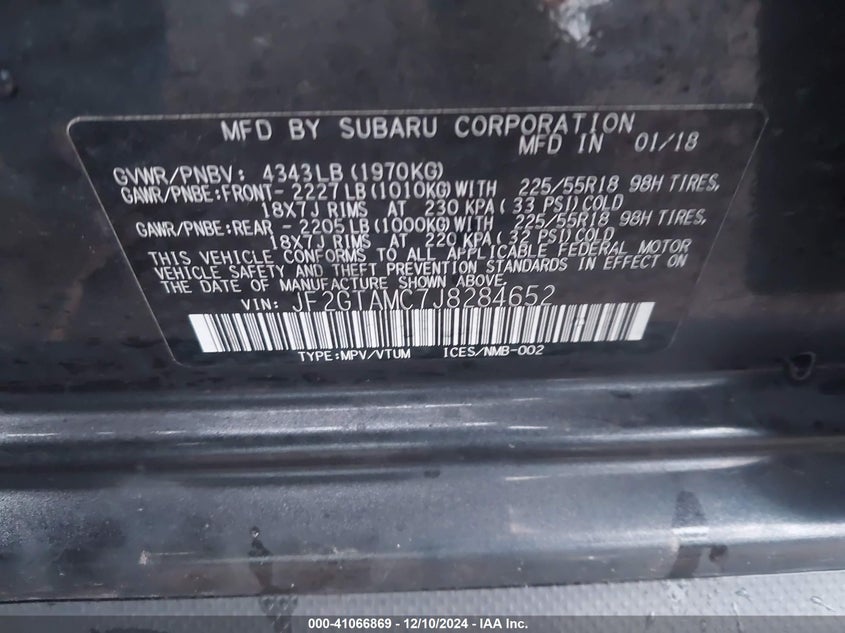 MFD BY SUBARU CORPORATION
MFD IN 01/18
GVWR/PNBV: 4343LB(1970KG)
GAWR/PNBE:FRONT-2227LB(1010KG)WITH 225/55R18 98H TIRES,
18X7J RIMS AT 230 KPA( 33 PSI)COLD
GAWR/PNBE:REAR -2205LB(1000KG)WITH 225/55R18 98H TIRES,
18X7J RIMS AT 220 KPA( 32 PSI)COLD
THIS VEHICLE CONFORMS TO ALL APPLICABLE FEDERAL MOTOR
VEHICLE SAFETY AND THEFT PREVENTION STANDARDS IN EFFECT ON
THE DATE OF MANUFACTURE SHOWN ABOVE.
VIN: JF2GTAMC7J8284652
TYPE:MPV/VTUM ICES/NMB-002
000-41066869 - 12/10/2024 - IAA Inc.